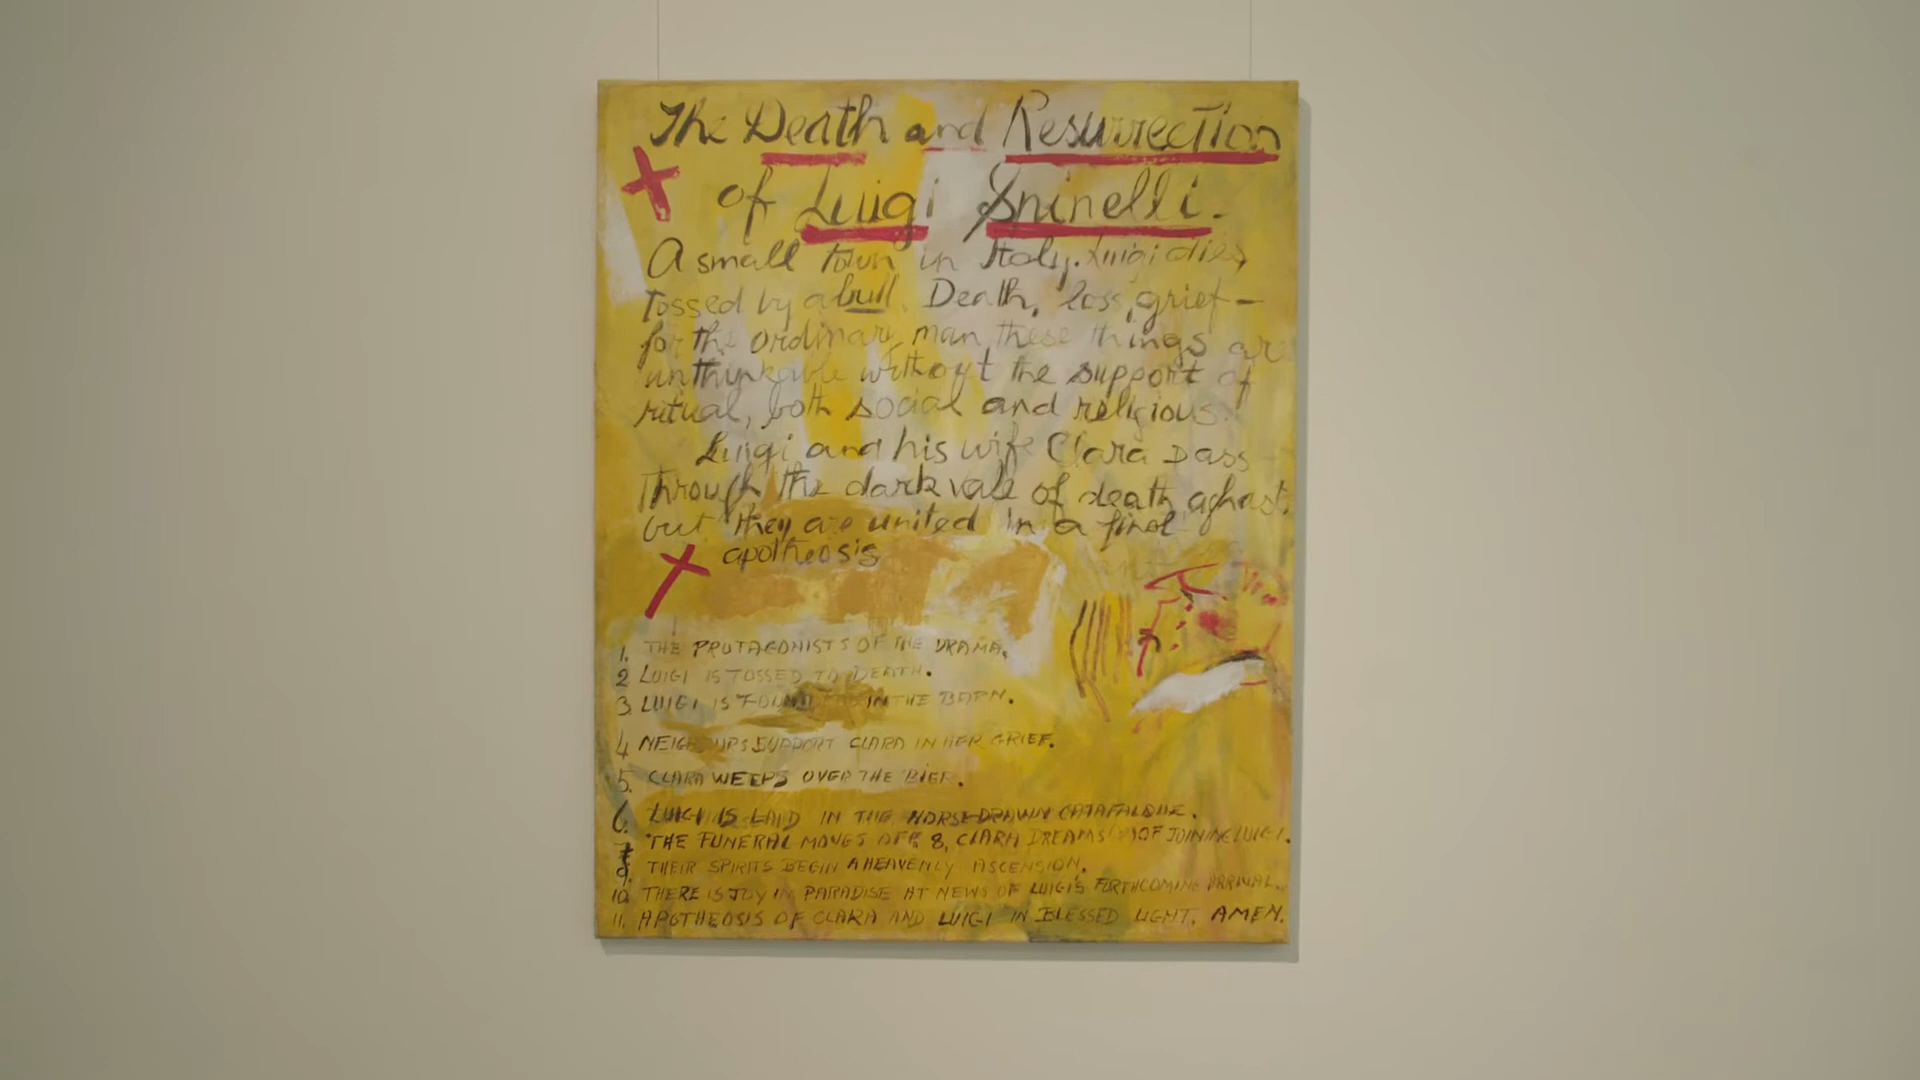 The Death and Resurrection
of Luigi Spinelli.
A small town in Italy. Luigi dies,
tossed by a bull. Death, loss, grief –
for the ordinary man these things are
unthinkable without the support of
ritual, both social and religious.
Luigi and his wife Clara pass
through the dark vale of death aghast.
but they are united in a final
apotheosis
1. THE PROTAGONISTS OF THE DRAMA.
2 LUIGI IS TOSSED TO DEATH.
3. LUIGI IS FOUND IN THE BARN.
4 NEIGHBOURS SUPPORT CLARA IN HER GRIEF.
5. CLARA WEEPS OVER THE BIER.
6. LUIGI IS LAID IN THE HORSE-DRAWN CATAFALQUE.
7. THE FUNERAL MOVES OFF. 8, CLARA DREAMS OF JOINING LUIGI.
9. THEIR SPIRITS BEGIN A HEAVENLY ASCENSION.
10. THERE IS JOY IN PARADISE AT NEWS OF LUIGI'S FORTHCOMING ARRIVAL..
11. APOTHEOSIS OF CLARA AND LUIGI IN BLESSED LIGHT. AMEN.